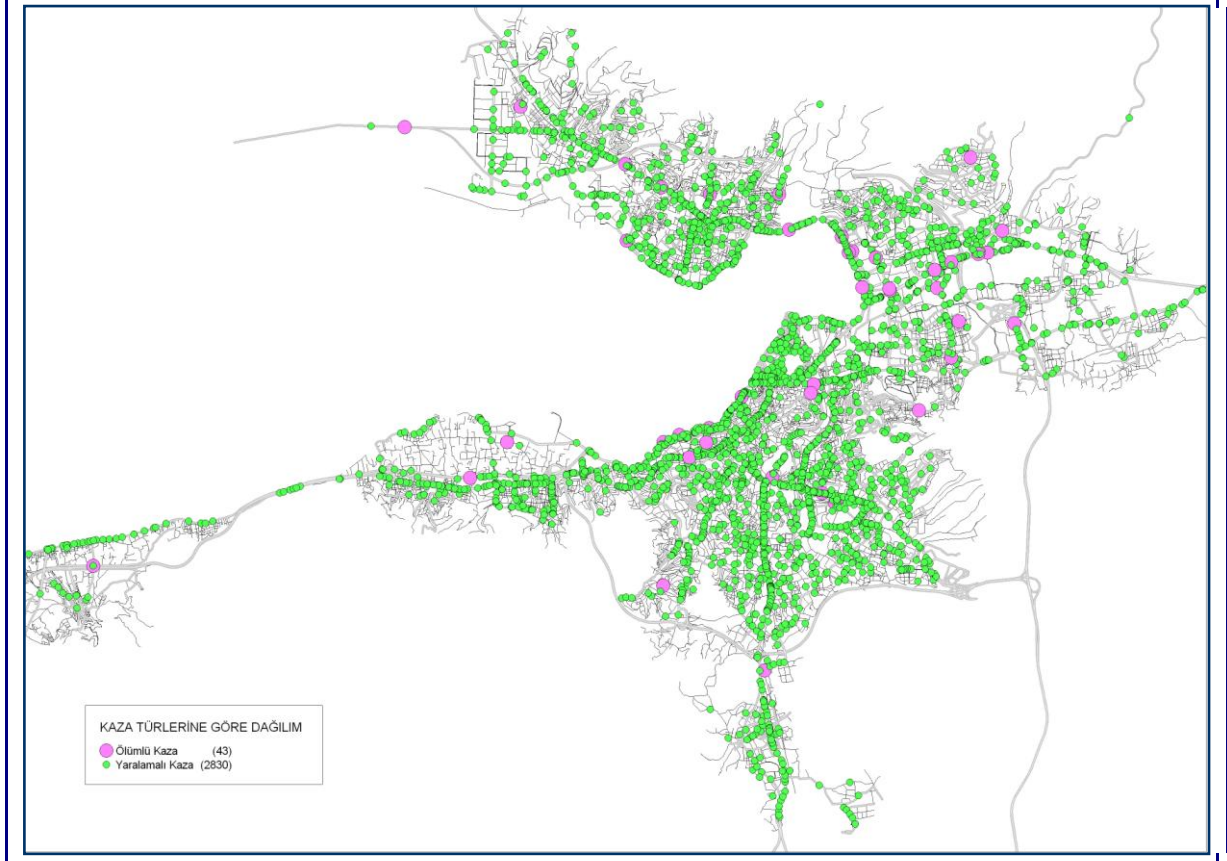 KAZA TÜRLERİNE GÖRE DAĞILIM
Ölümlü Kaza (43)
Yaralamalı Kaza (2830)